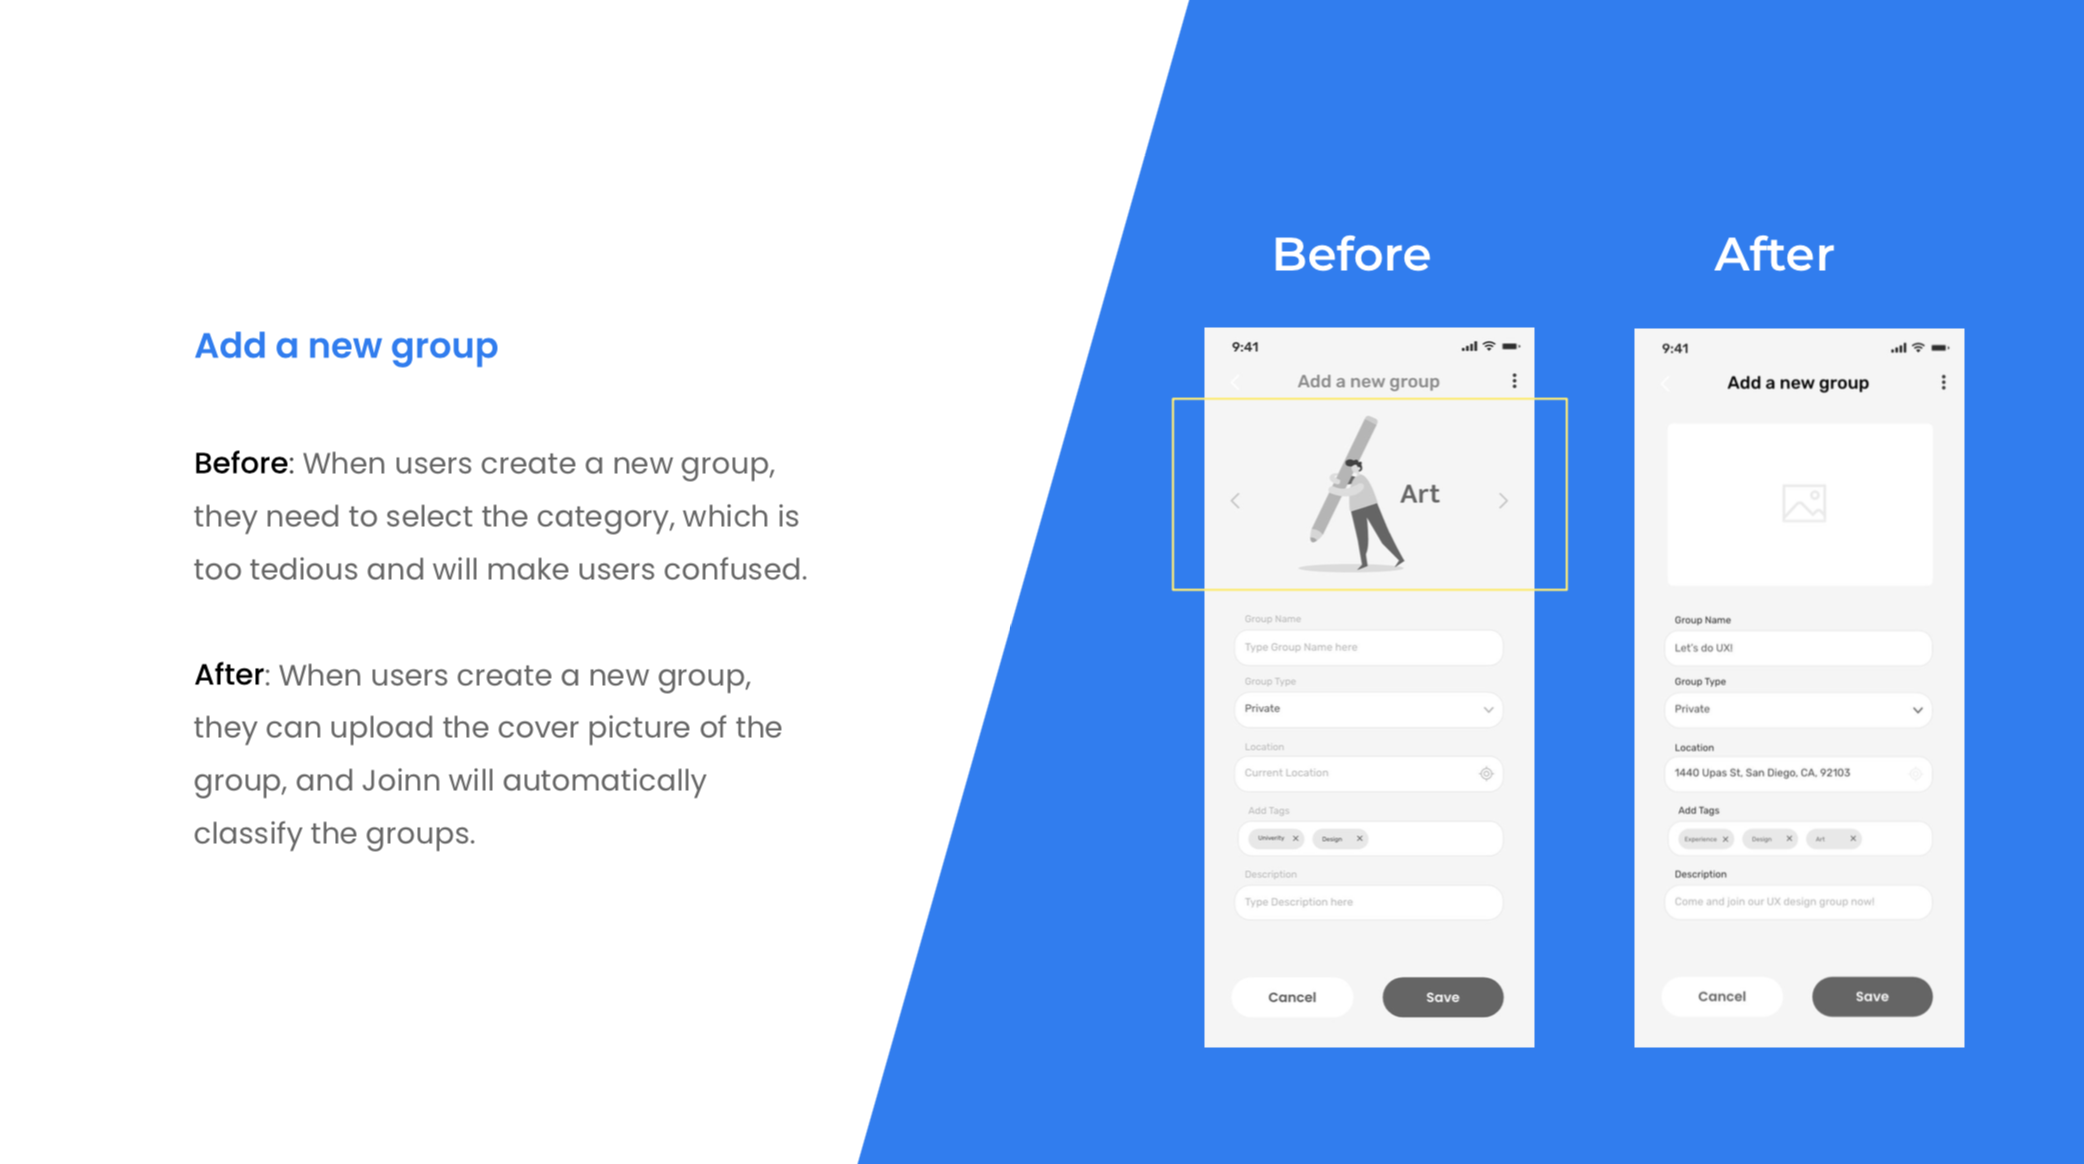 Add a new group
Before: When users create a new group,
they need to select the category, which is
too tedious and will make users confused.
After: When users create a new group,
they can upload the cover picture of the
group, and Joinn will automatically
classify the groups.
Before
9:41
Add a new group
Art
Group Name
Type Group Name here
Group Type
Private
Location
Current Location
Add Tags
Univerity
Design
Description
Type Description here
Cancel
Save
After
9:41
Add a new group
Group Name
Let's do UX!
Group Type
Private
Location
1440 Upas St, San Diego, CA, 92103
Add Tags
Experience
Design
Art
Description
Come and join our UX design group now!
Cancel
Save